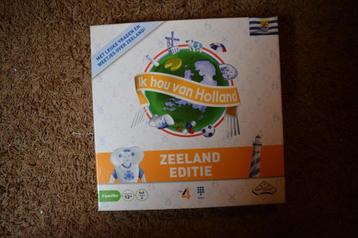 MET LEUKE VRAGEN EN
WEETJES OVER ZEELAND!
Ik hou van Holland
ZEELAND
EDITIE